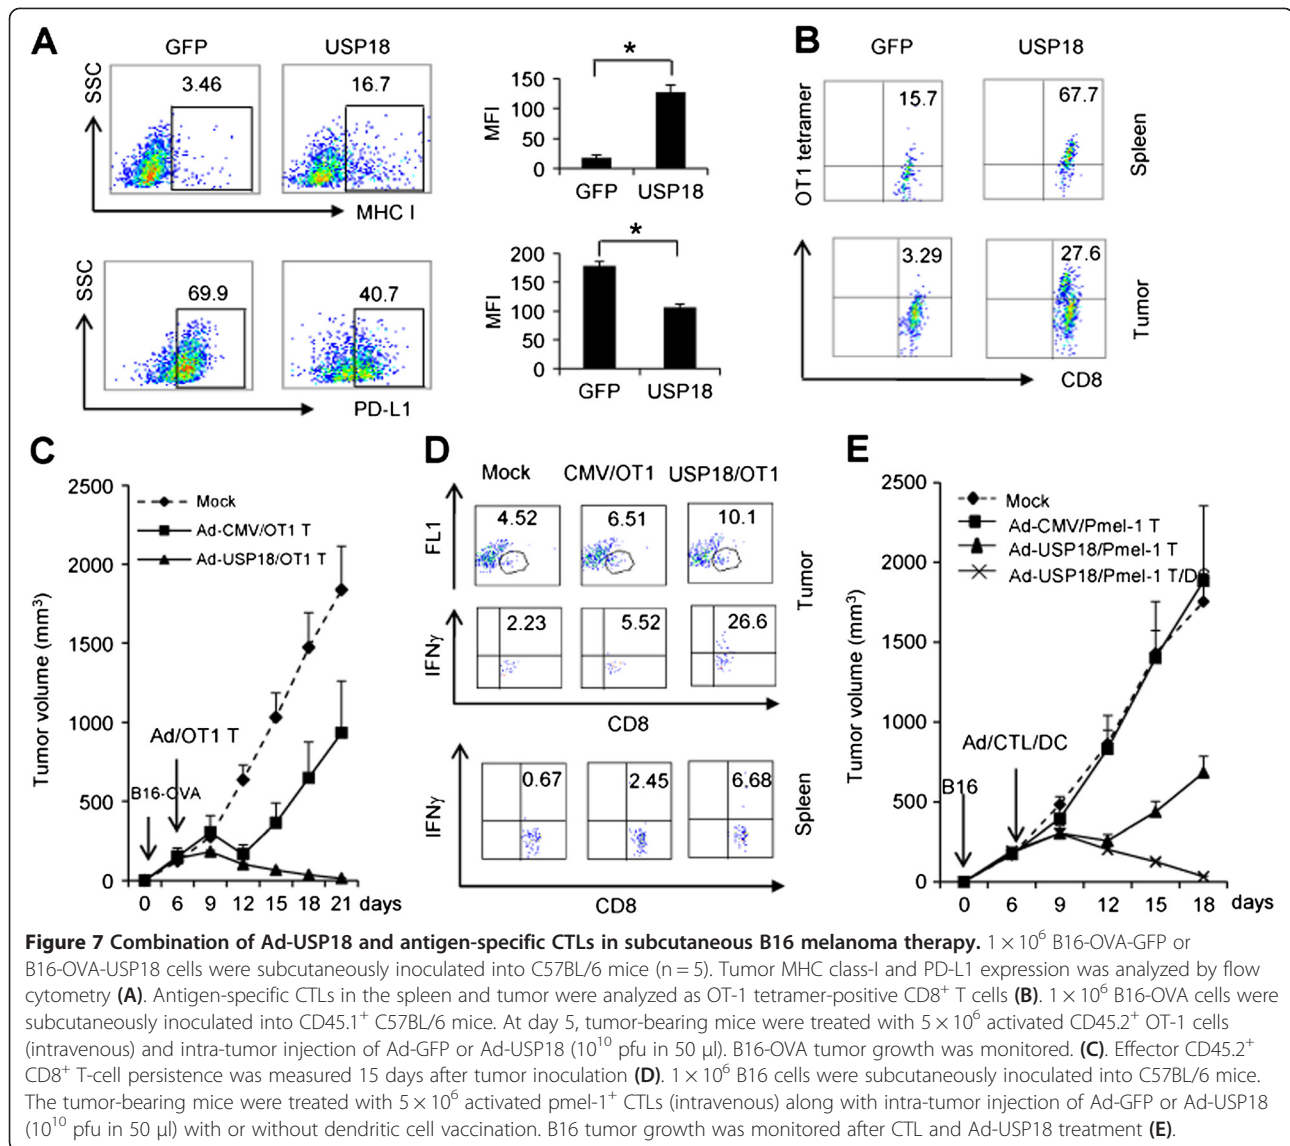 A
GFP
USP18
SSC
3.46
16.7
MHC I
MFI
150
100
50
0
*
GFP
USP18
SSC
69.9
40.7
PD-L1
MFI
200
150
100
50
0
*
GFP
USP18
B
GFP
USP18
OT1 tetramer
15.7
67.7
Spleen
3.29
27.6
Tumor
CD8
C
Tumor volume (mm³)
2500
2000
1500
1000
500
0
Mock
Ad-CMV/OT1 T
Ad-USP18/OT1 T
Ad/OT1 T
B16-OVA
0 6 9 12 15 18 21 days
D
Mock
CMV/OT1
USP18/OT1
FL1
4.52
6.51
10.1
Tumor
IFNγ
2.23
5.52
26.6
CD8
IFNγ
0.67
2.45
6.68
Spleen
CD8
E
Tumor volume (mm³)
2500
2000
1500
1000
500
0
Mock
Ad-CMV/Pmel-1 T
Ad-USP18/Pmel-1 T
Ad-USP18/Pmel-1 T/DC
Ad/CTL/DC
B16
0 6 9 12 15 18 days
Figure 7 Combination of Ad-USP18 and antigen-specific CTLs in subcutaneous B16 melanoma therapy. 1 × 10⁶ B16-OVA-GFP or
B16-OVA-USP18 cells were subcutaneously inoculated into C57BL/6 mice (n = 5). Tumor MHC class-I and PD-L1 expression was analyzed by flow
cytometry (A). Antigen-specific CTLs in the spleen and tumor were analyzed as OT-1 tetramer-positive CD8⁺ T cells (B). 1 × 10⁶ B16-OVA cells were
subcutaneously inoculated into CD45.1⁺ C57BL/6 mice. At day 5, tumor-bearing mice were treated with 5 × 10⁶ activated CD45.2⁺ OT-1 cells
(intravenous) and intra-tumor injection of Ad-GFP or Ad-USP18 (10¹⁰ pfu in 50 μl). B16-OVA tumor growth was monitored. (C). Effector CD45.2⁺
CD8⁺ T-cell persistence was measured 15 days after tumor inoculation (D). 1 × 10⁶ B16 cells were subcutaneously inoculated into C57BL/6 mice.
The tumor-bearing mice were treated with 5 × 10⁶ activated pmel-1⁺ CTLs (intravenous) along with intra-tumor injection of Ad-GFP or Ad-USP18
(10¹⁰ pfu in 50 μl) with or without dendritic cell vaccination. B16 tumor growth was monitored after CTL and Ad-USP18 treatment (E).